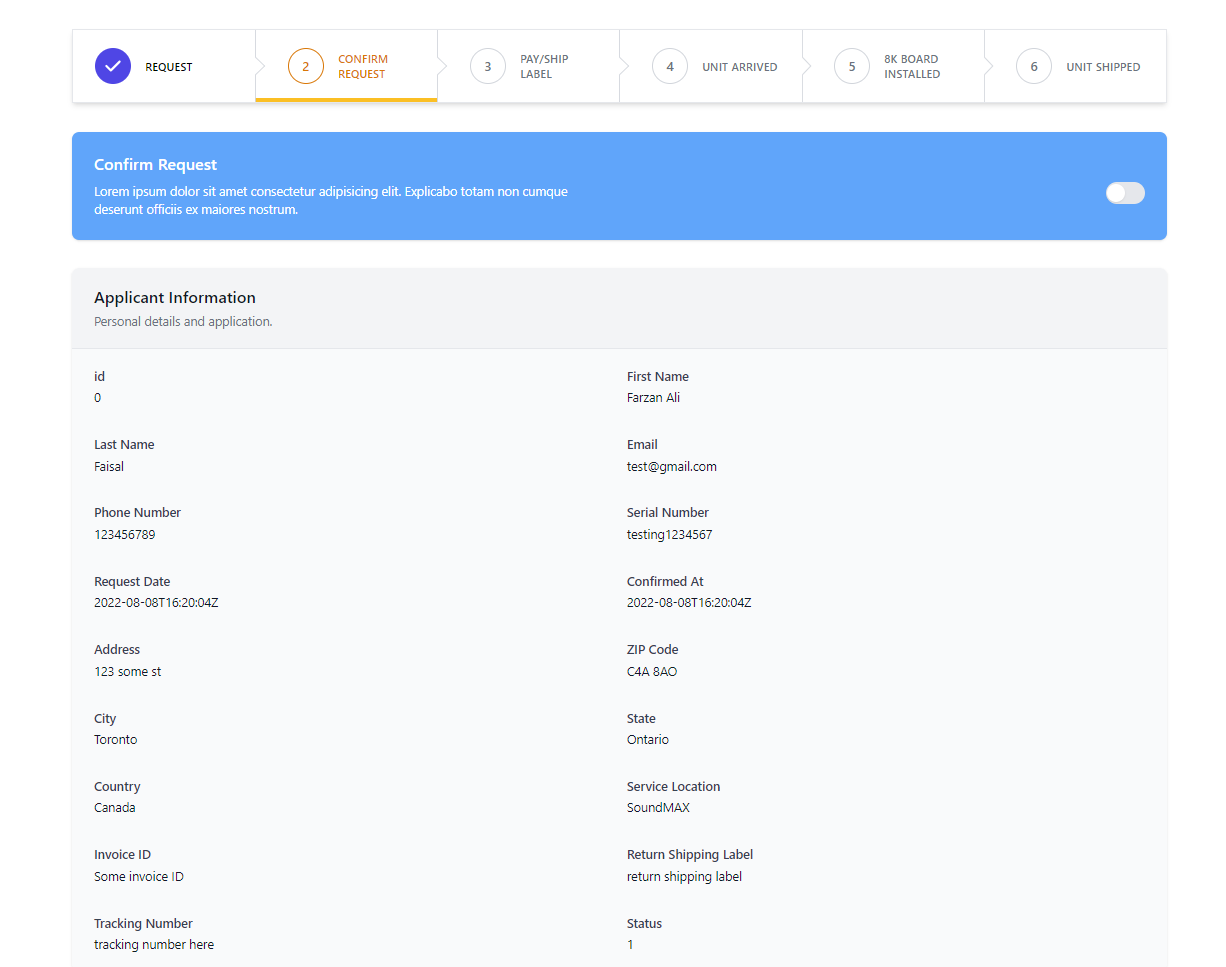 REQUEST
2
CONFIRM
REQUEST
3
PAY/SHIP
LABEL
4
UNIT ARRIVED
5
8K BOARD
INSTALLED
6
UNIT SHIPPED
Confirm Request
Lorem ipsum dolor sit amet consectetur adipisicing elit. Explicabo totam non cumque
deserunt officiis ex maiores nostrum.
Applicant Information
Personal details and application.
id
0
First Name
Farzan Ali
Last Name
Faisal
Email
test@gmail.com
Phone Number
123456789
Serial Number
testing1234567
Request Date
2022-08-08T16:20:04Z
Confirmed At
2022-08-08T16:20:04Z
Address
123 some st
ZIP Code
C4A 8AO
City
Toronto
State
Ontario
Country
Canada
Service Location
SoundMAX
Invoice ID
Some invoice ID
Return Shipping Label
return shipping label
Tracking Number
tracking number here
Status
1